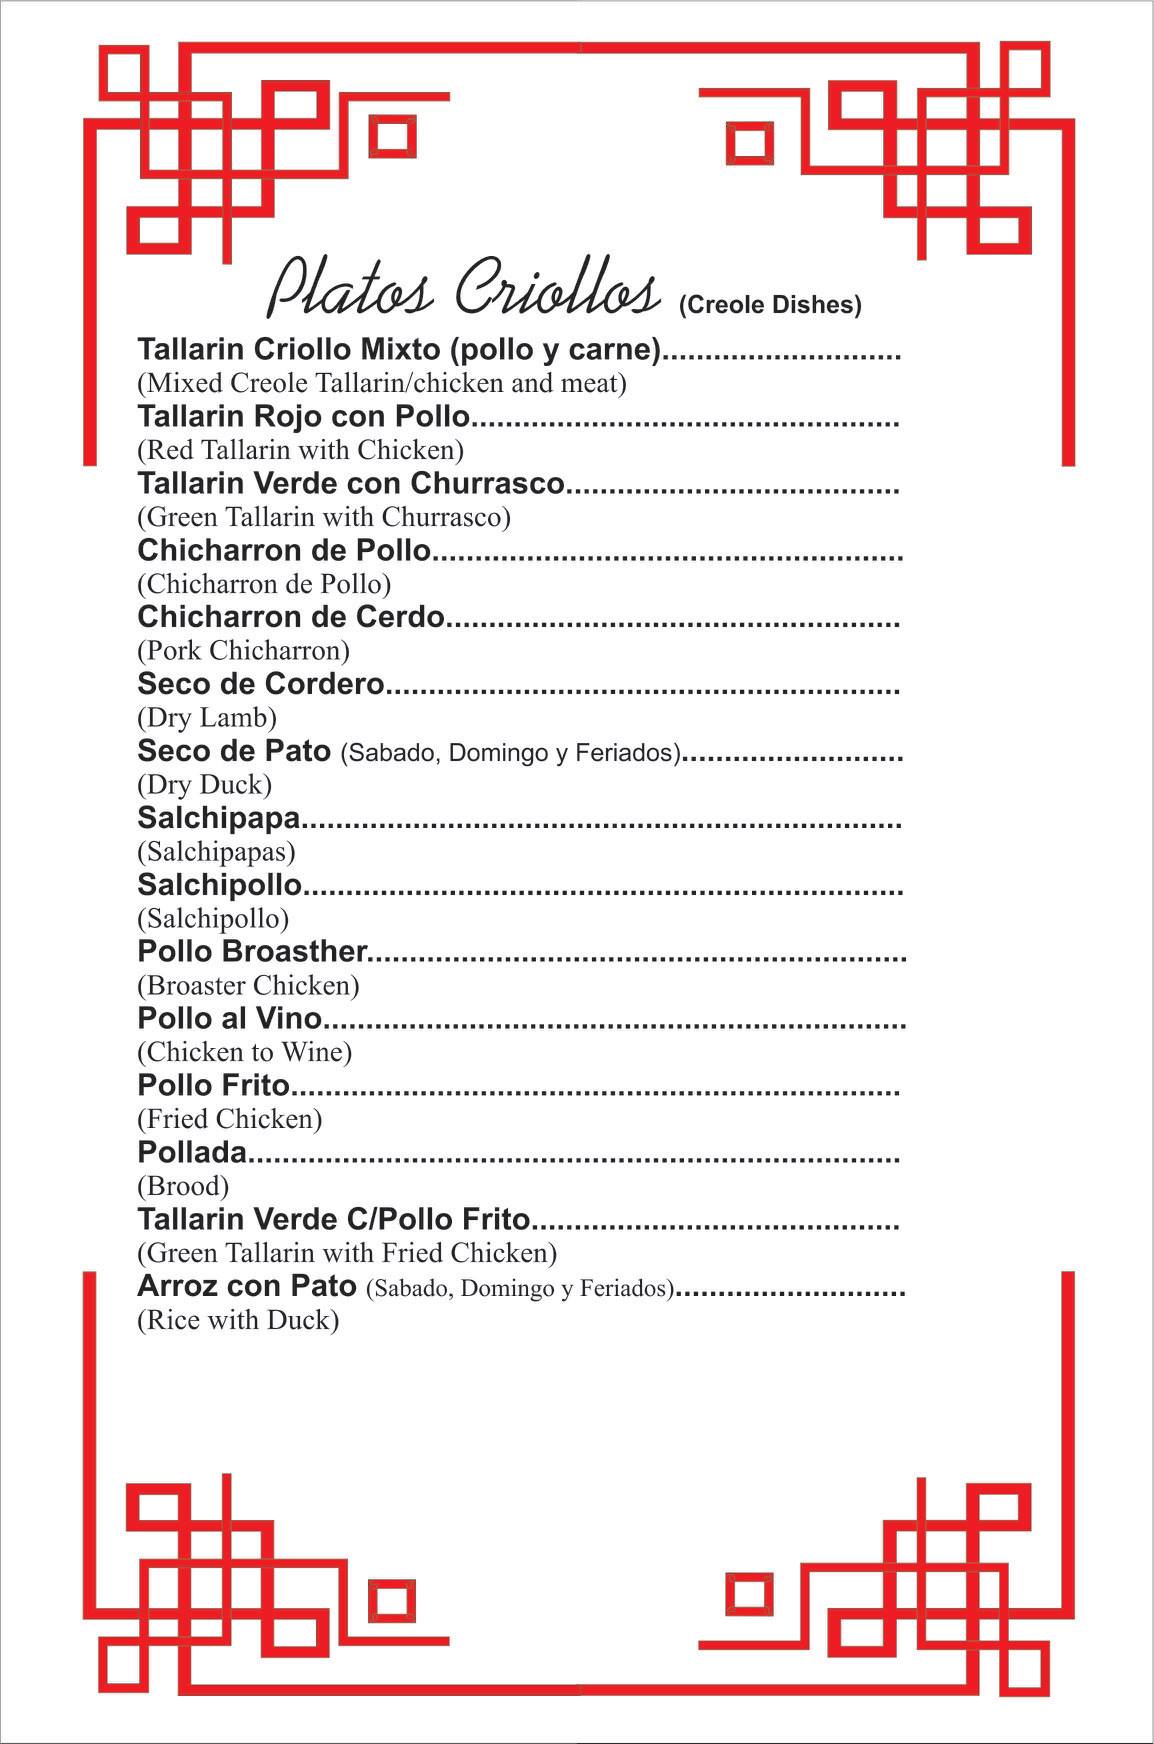 Platos Criollos (Creole Dishes)
Tallarin Criollo Mixto (pollo y carne)............................
(Mixed Creole Tallarin/chicken and meat)
Tallarin Rojo con Pollo..................................................
(Red Tallarin with Chicken)
Tallarin Verde con Churrasco.......................................
(Green Tallarin with Churrasco)
Chicharron de Pollo.......................................................
(Chicharron de Pollo)
Chicharron de Cerdo.....................................................
(Pork Chicharron)
Seco de Cordero............................................................
(Dry Lamb)
Seco de Pato (Sabado, Domingo y Feriados)..........................
(Dry Duck)
Salchipapa......................................................................
(Salchipapas)
Salchipollo......................................................................
(Salchipollo)
Pollo Broasther...............................................................
(Broaster Chicken)
Pollo al Vino....................................................................
(Chicken to Wine)
Pollo Frito.......................................................................
(Fried Chicken)
Pollada............................................................................
(Brood)
Tallarin Verde C/Pollo Frito...........................................
(Green Tallarin with Fried Chicken)
Arroz con Pato (Sabado, Domingo y Feriados)...........................
(Rice with Duck)